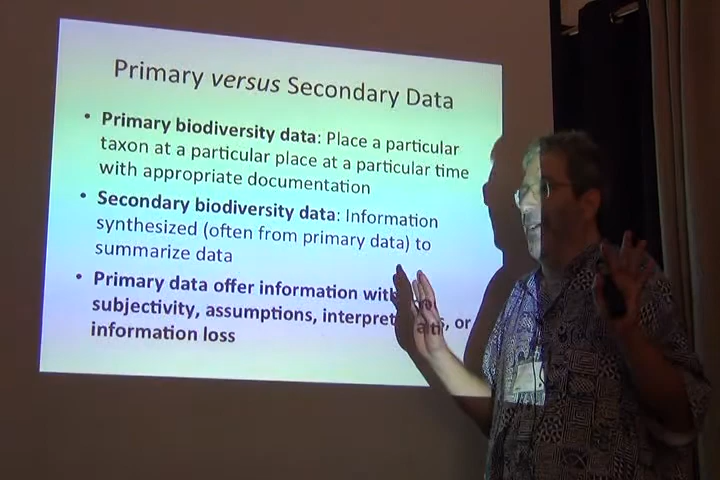 Primary versus Secondary Data
• Primary biodiversity data: Place a particular
taxon at a particular place at a particular time
with appropriate documentation
• Secondary biodiversity data: Information
synthesized (often from primary data) to
summarize data
• Primary data offer information
subjectivity, assumptions, or
information loss